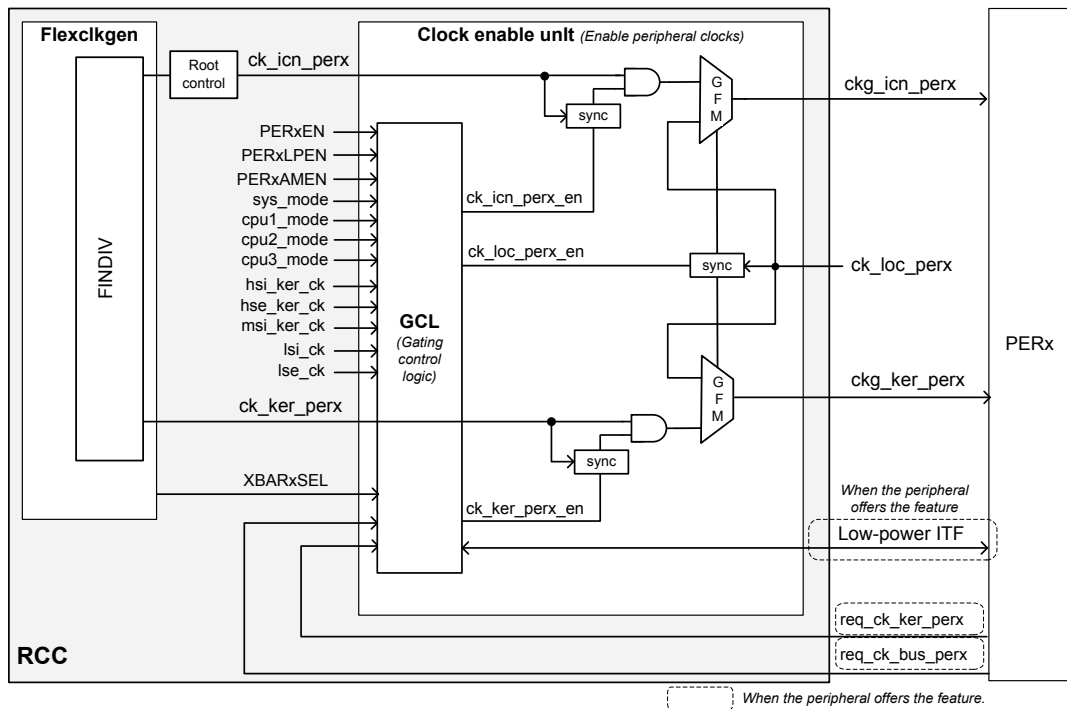 Flexclkgen
Clock enable unIt (Enable peripheral clocks)
PERx
Root
control
ck_icn_perx
G
F
M
ckg_icn_perx
sync
FINDIV
PERxEN
PERxLPEN
PERxAMEN
sys_mode
cpu1_mode
cpu2_mode
cpu3_mode
hsi_ker_ck
hse_ker_ck
msi_ker_ck
lsi_ck
lse_ck
GCL
(Gating
control
logic)
ck_icn_perx_en
ck_loc_perx_en
sync
ck_loc_perx
ck_ker_perx
G
F
M
ckg_ker_perx
sync
XBARxSEL
ck_ker_perx_en
When the peripheral
offers the feature
Low-power ITF
req_ck_ker_perx
req_ck_bus_perx
RCC
When the peripheral offers the feature.